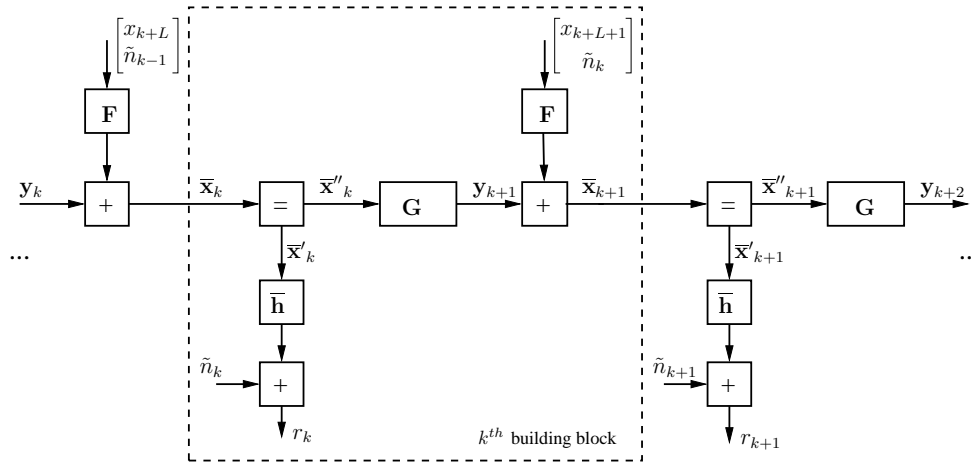 [x_{k+L}
ñ_{k-1}]
[x_{k+L+1}
ñ_k]
F
F
y_k
+
x̅_k
=
x̅''_k
G
y_{k+1}
+
x̅_{k+1}
=
x̅''_{k+1}
G
y_{k+2}
...
x̅'_k
x̅'_{k+1}
..
h̅
h̅
ñ_k
+
ñ_{k+1}
+
r_k
k^{th} building block
r_{k+1}